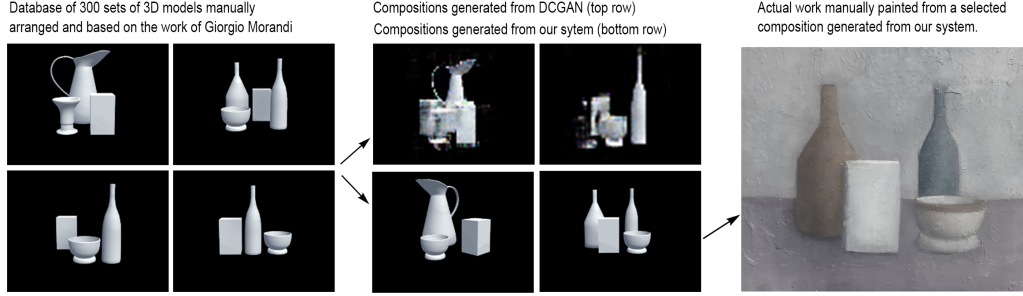 Database of 300 sets of 3D models manually
arranged and based on the work of Giorgio Morandi
Compositions generated from DCGAN (top row)
Compositions generated from our sytem (bottom row)
Actual work manually painted from a selected
composition generated from our system.